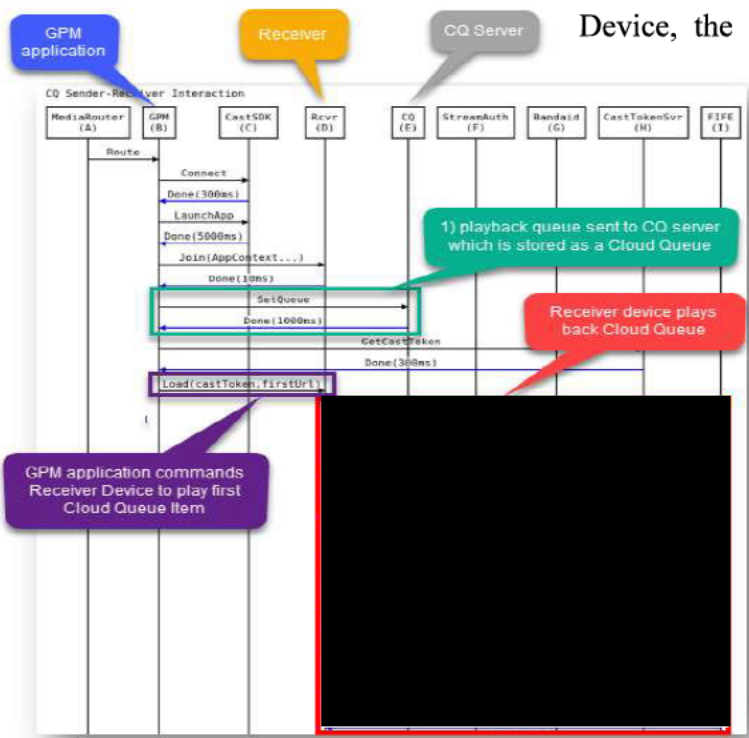 Device, the
GPM
application
Receiver
CQ Server
CQ Sender-Receiver Interaction
MediaRouter
(A)
GPM
(B)
CastSDK
(C)
Rcvr
(D)
CQ
(E)
StreamAuth
(F)
Bandaid
(G)
CastTokenSvr
(H)
FIFE
(I)
Route
Connect
Done(300ms)
LaunchApp
Done(5000ms)
1) playback queue sent to CQ server
which is stored as a Cloud Queue
Join(AppContext...)
Done(10ms)
SetQueue
Done(1000ms)
Receiver device plays
back Cloud Queue
GetCastToken
Done(300ms)
Load(castToken,firstUrl)
GPM application commands
Receiver Device to play first
Cloud Queue Item